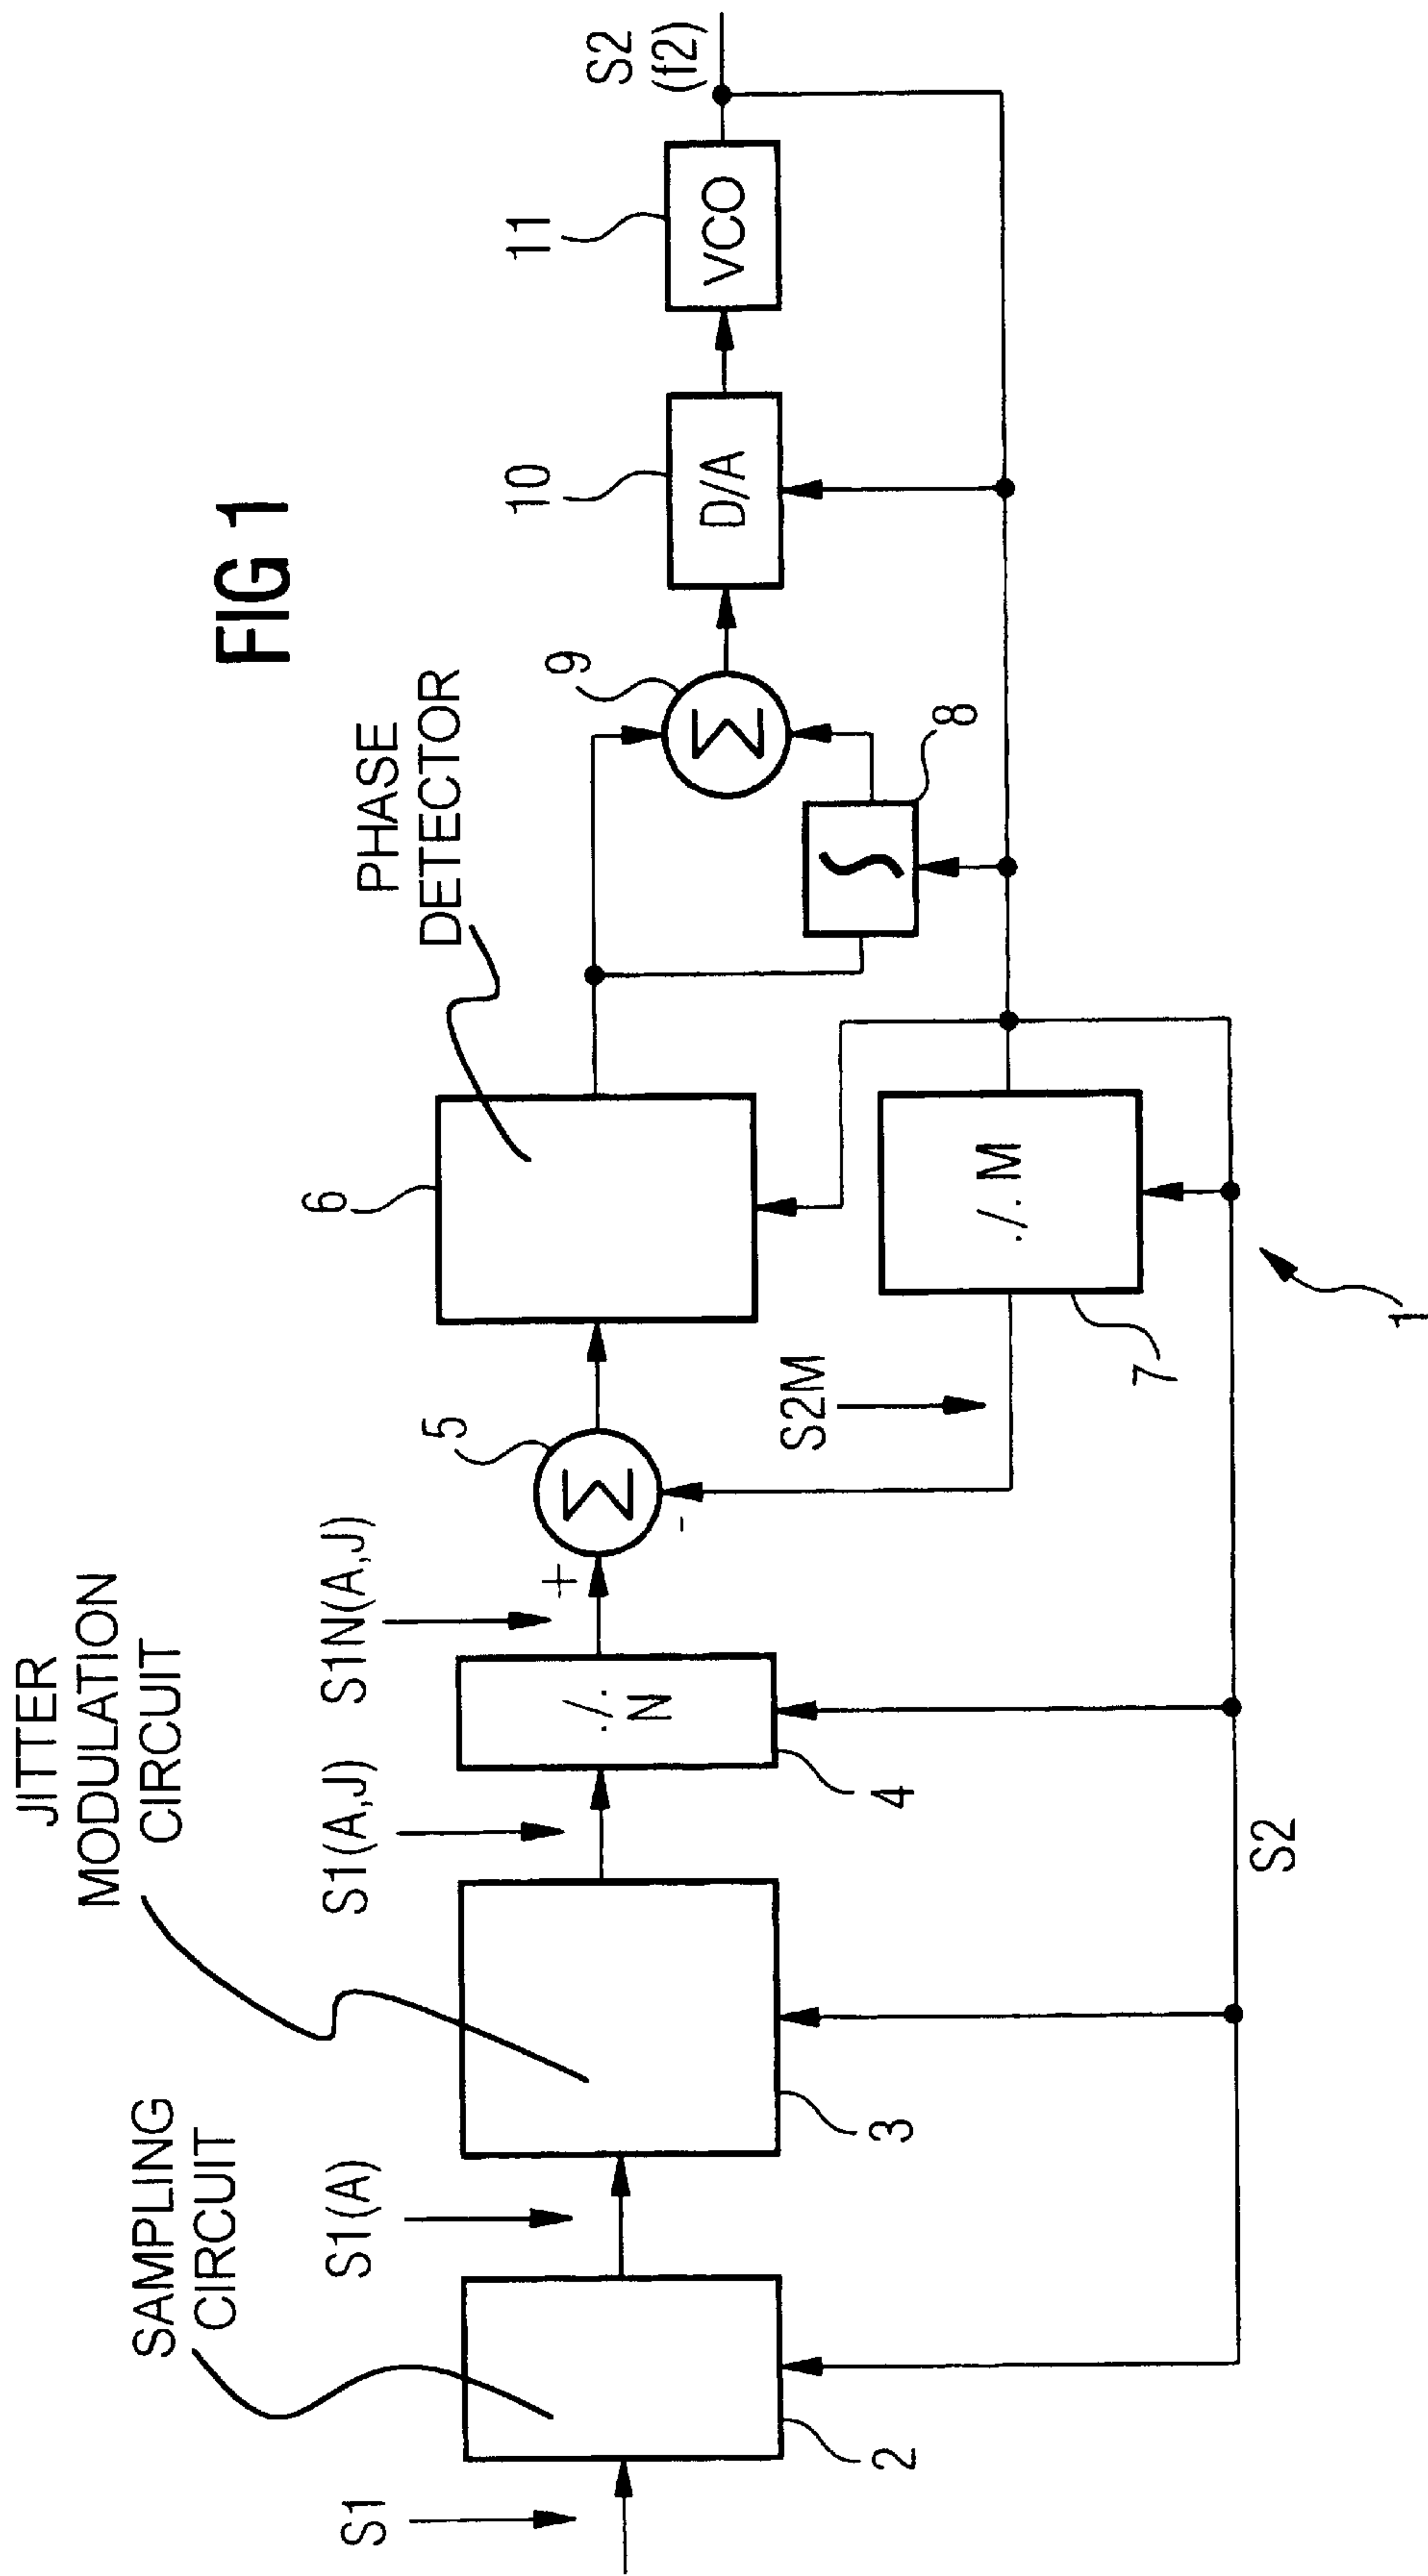 FIG 1
JITTER
MODULATION
CIRCUIT
SAMPLING
CIRCUIT
PHASE
DETECTOR
S1
S1(A)
S1(A,J)
S1N(A,J)
+
-
S2M
S2
S2
(f2)
./.
N
Σ
./. M
∫
Σ
D/A
VCO
1
2
3
4
5
6
7
8
9
10
11